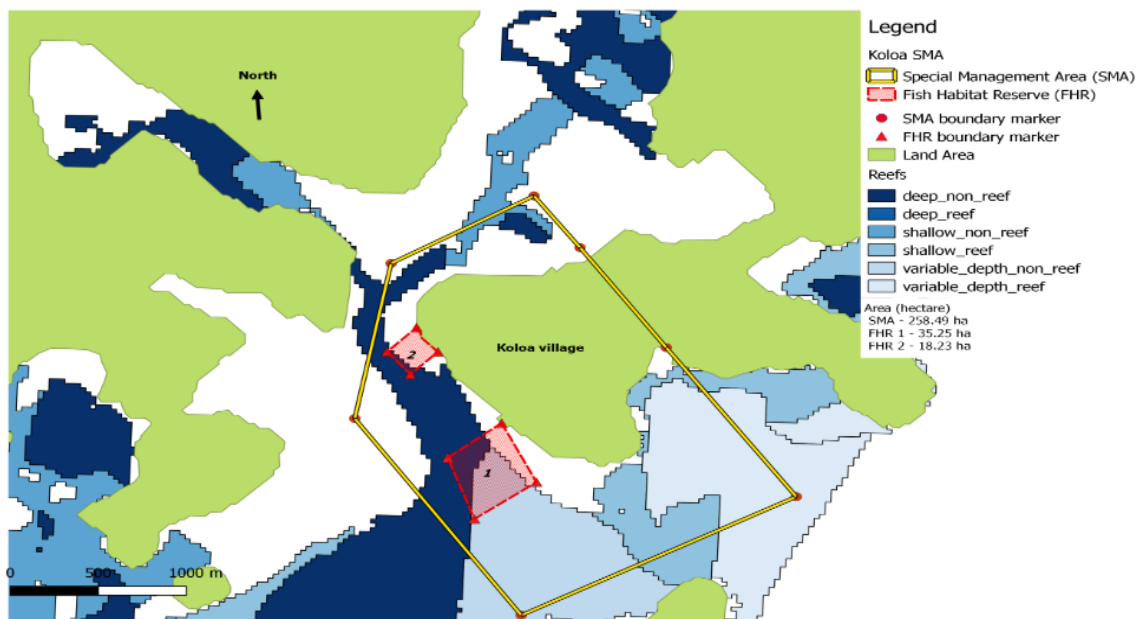 North
Koloa village
2
1
0 500 1000 m
Legend
Koloa SMA
Special Management Area (SMA)
Fish Habitat Reserve (FHR)
SMA boundary marker
FHR boundary marker
Land Area
Reefs
deep_non_reef
deep_reef
shallow_non_reef
shallow_reef
variable_depth_non_reef
variable_depth_reef
Area (hectare)
SMA - 258.49 ha
FHR 1 - 35.25 ha
FHR 2 - 18.23 ha